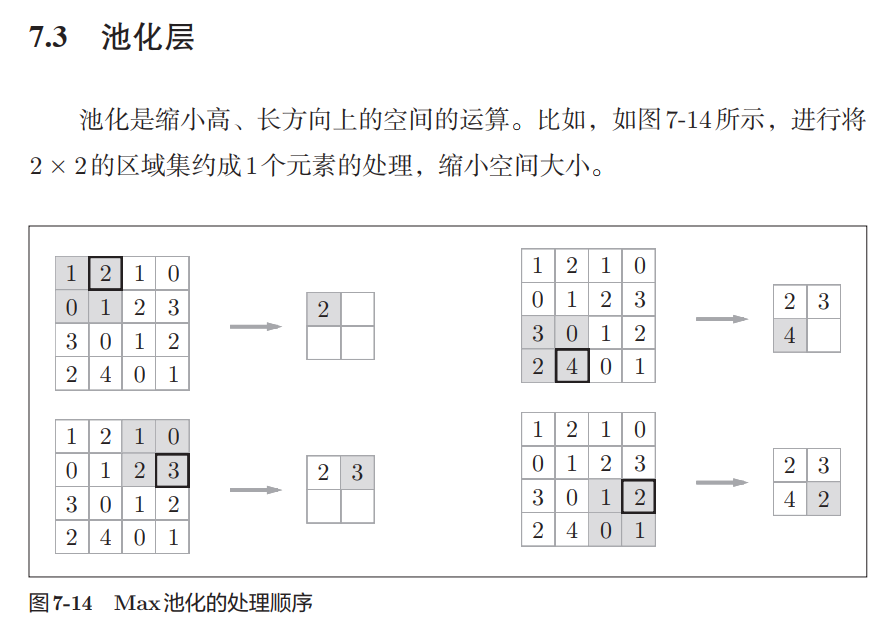 7.3 池化层
池化是缩小高、长方向上的空间的运算。比如，如图7-14所示，进行将
2 × 2的区域集约成1个元素的处理，缩小空间大小。
1 2 1 0
0 1 2 3
3 0 1 2
2 4 0 1
2
1 2 1 0
0 1 2 3
3 0 1 2
2 4 0 1
2 3
4
1 2 1 0
0 1 2 3
3 0 1 2
2 4 0 1
2 3
1 2 1 0
0 1 2 3
3 0 1 2
2 4 0 1
2 3
4 2
图7-14 Max池化的处理顺序